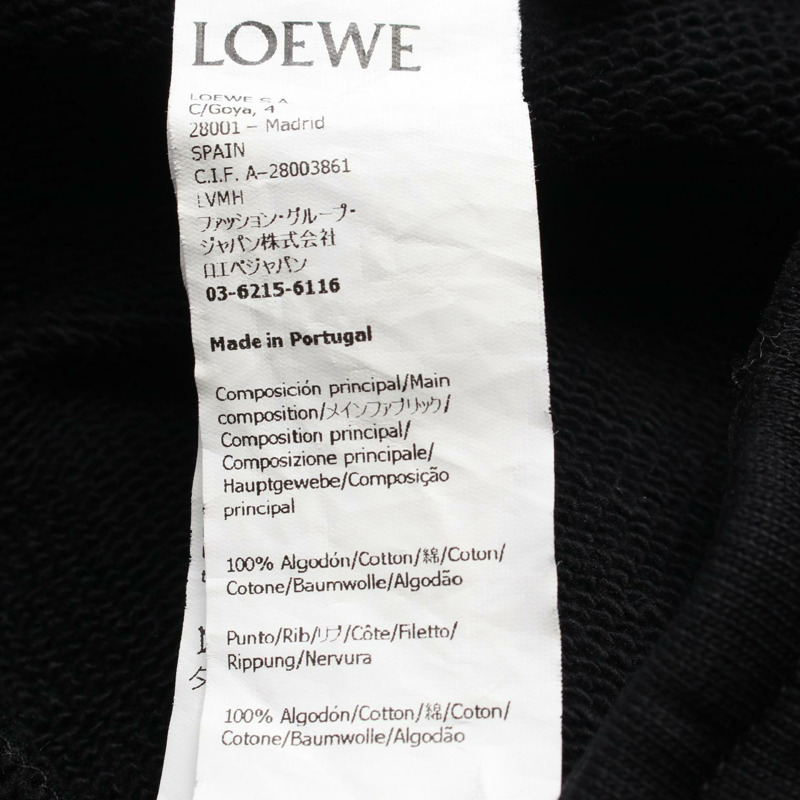 LOEWE
LOEWE S.A.
C/Goya, 4
28001 - Madrid
SPAIN
C.I.F. A-28003861
LVMH
ファッション・グループ・
ジャパン株式会社
ロエベジャパン
03-6215-6116
Made in Portugal
Composición principal/Main
composition/メインファブリック/
Composition principal/
Composizione principale/
Hauptgewebe/Composição
principal
100% Algodón/Cotton/綿/Coton/
Cotone/Baumwolle/Algodão
Punto/Rib/リブ/Côte/Filetto/
Rippung/Nervura
100% Algodón/Cotton/綿/Coton/
Cotone/Baumwolle/Algodão